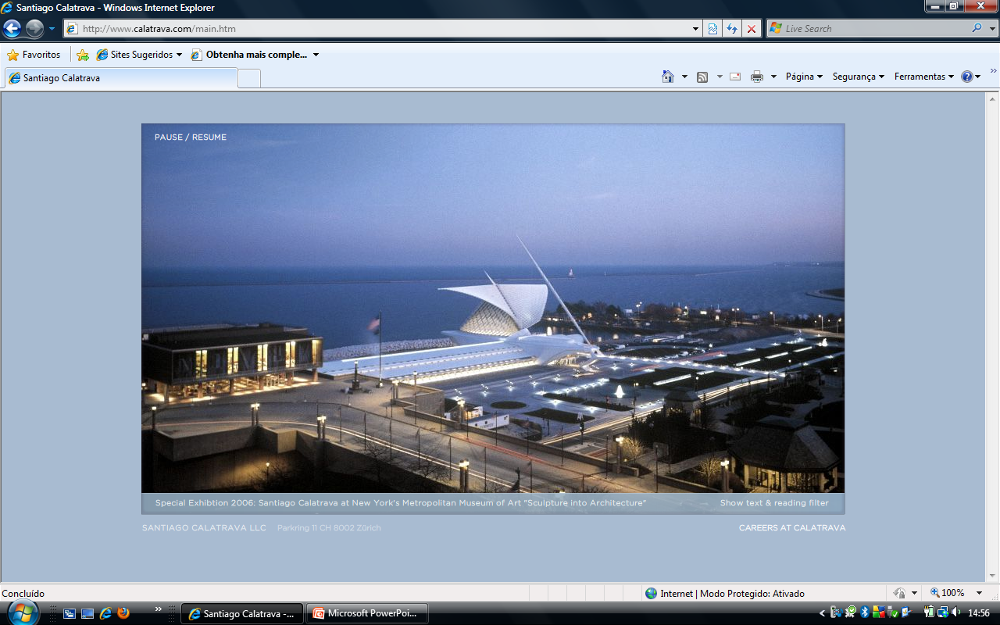 Santiago Calatrava - Windows Internet Explorer
http://www.calatrava.com/main.htm
Live Search
Favoritos
Sites Sugeridos
Obtenha mais comple...
Santiago Calatrava
Página
Segurança
Ferramentas
PAUSE / RESUME
Special Exhibtion 2006: Santiago Calatrava at New York's Metropolitan Museum of Art "Sculpture into Architecture"
Show text & reading filter
SANTIAGO CALATRAVA LLC
Parkring 11 CH 8002 Zürich
CAREERS AT CALATRAVA
Concluído
Internet | Modo Protegido: Ativado
100%
Santiago Calatrava -...
Microsoft PowerPoi...
14:56